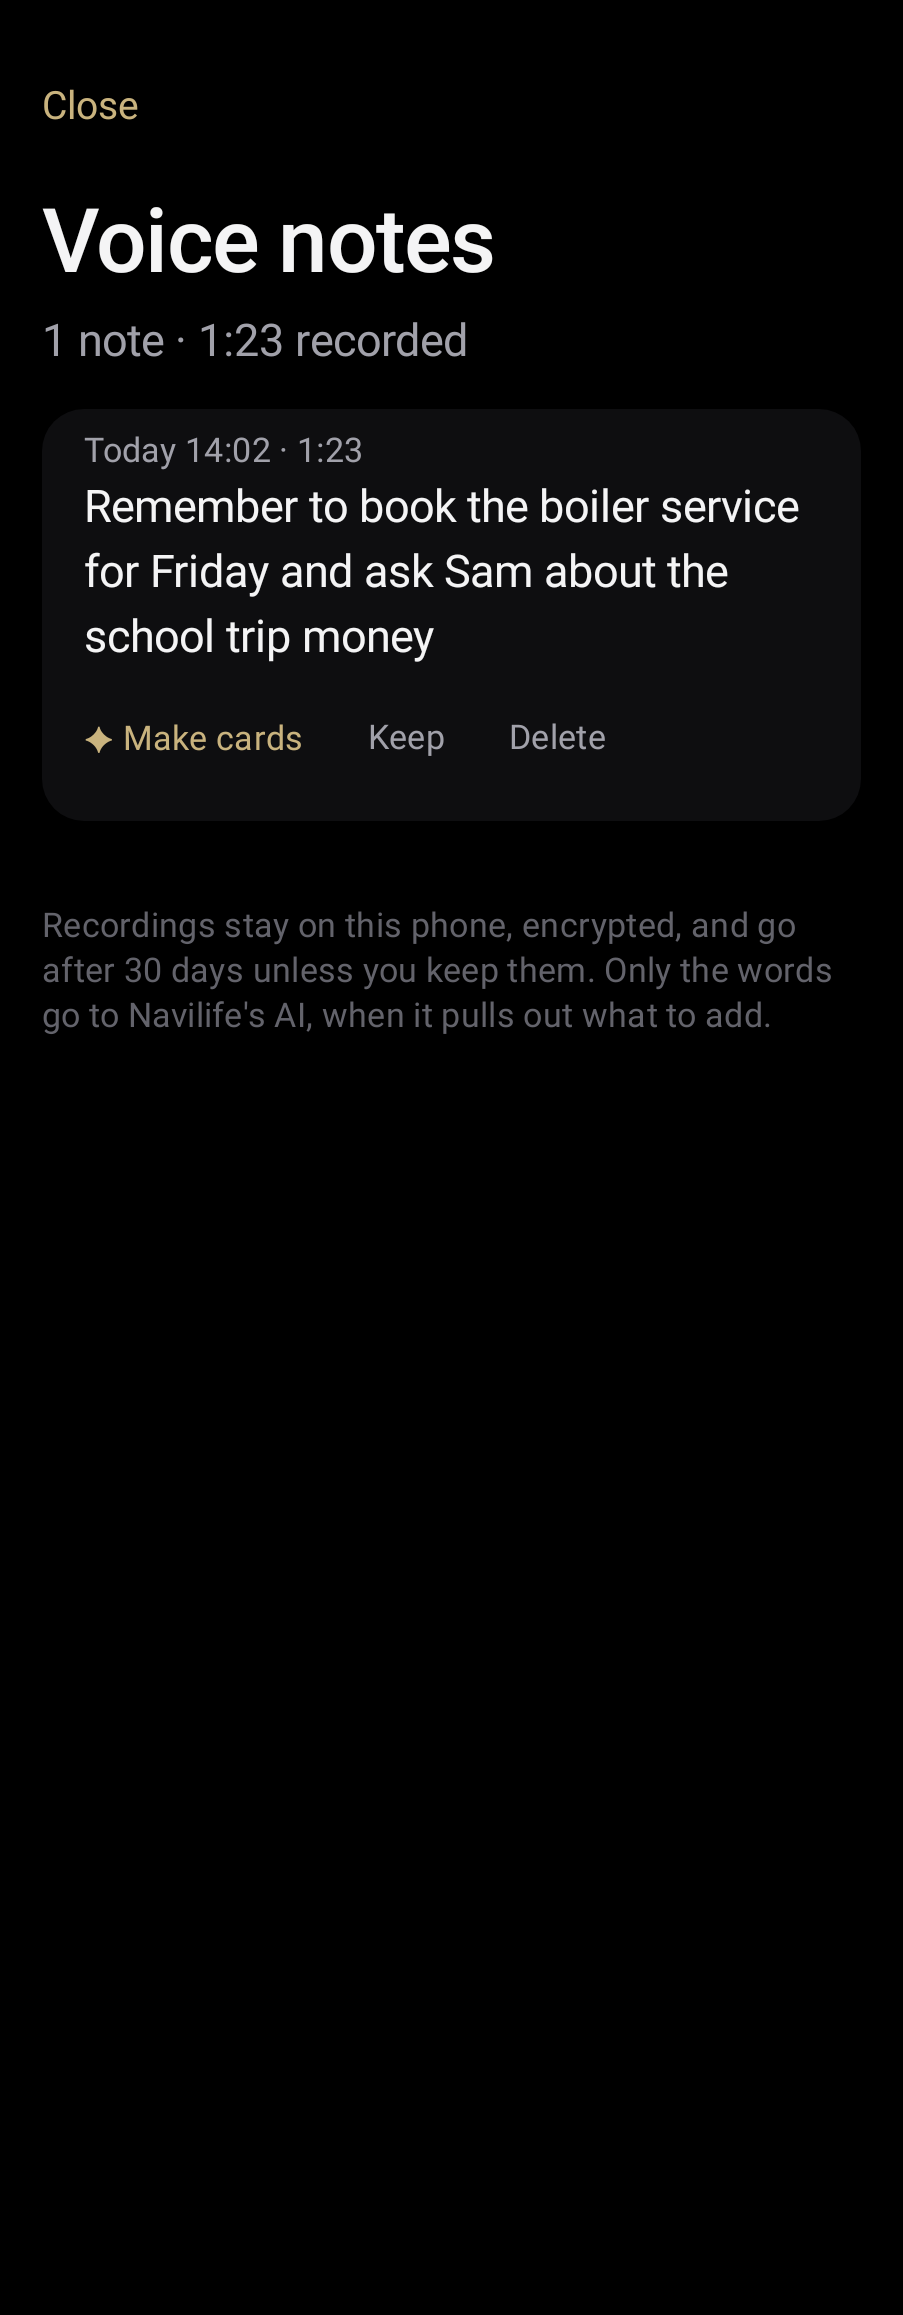 Close
Voice notes
1 note · 1:23 recorded
Today 14:02 · 1:23
Remember to book the boiler service
for Friday and ask Sam about the
school trip money
Make cards Keep Delete
Recordings stay on this phone, encrypted, and go
after 30 days unless you keep them. Only the words
go to Navilife's AI, when it pulls out what to add.